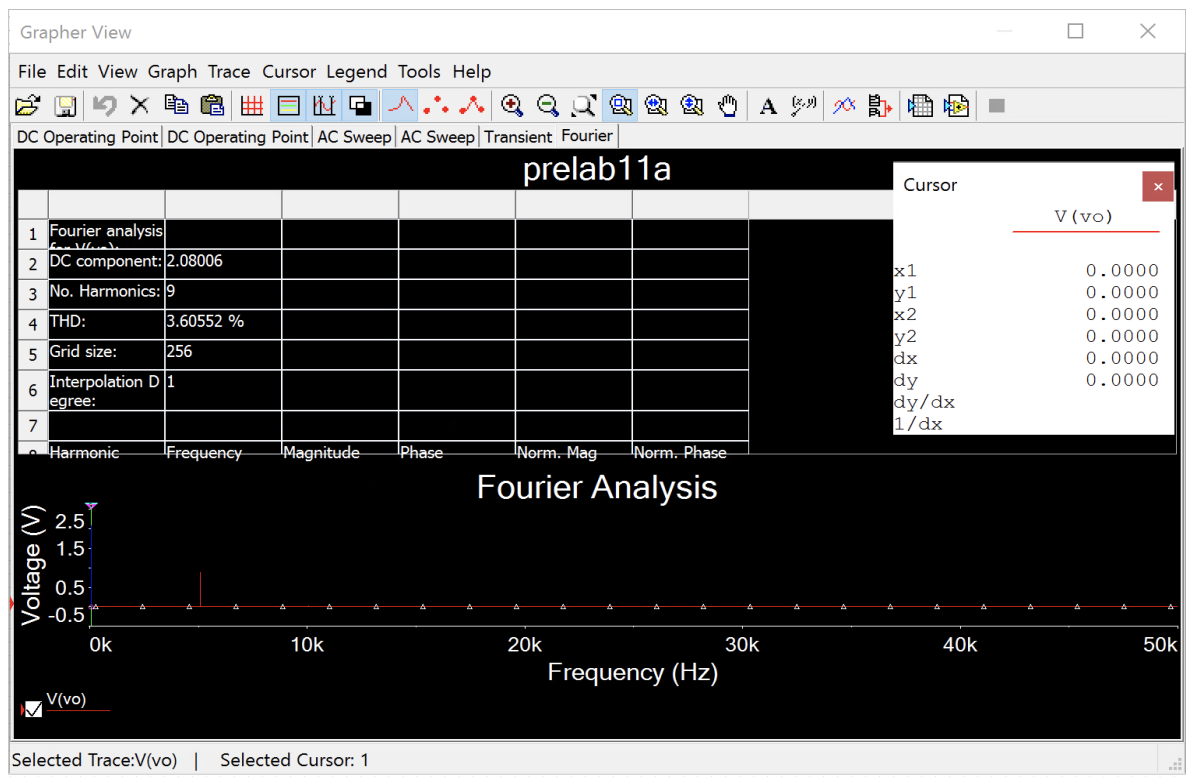 Grapher View
File Edit View Graph Trace Cursor Legend Tools Help
A (x,y)
DC Operating Point DC Operating Point AC Sweep AC Sweep Transient Fourier
prelab11a
1 Fourier analysis
for V(vo):
2 DC component: 2.08006
3 No. Harmonics: 9
4 THD: 3.60552 %
5 Grid size: 256
6 Interpolation D 1
egree:
7
8 Harmonic Frequency Magnitude Phase Norm. Mag Norm. Phase
Cursor
V(vo)
x1 0.0000
y1 0.0000
x2 0.0000
y2 0.0000
dx 0.0000
dy 0.0000
dy/dx
1/dx
Fourier Analysis
Voltage (V)
2.5
1.5
0.5
-0.5
0k 10k 20k 30k 40k 50k
Frequency (Hz)
V(vo)
Selected Trace:V(vo) | Selected Cursor: 1